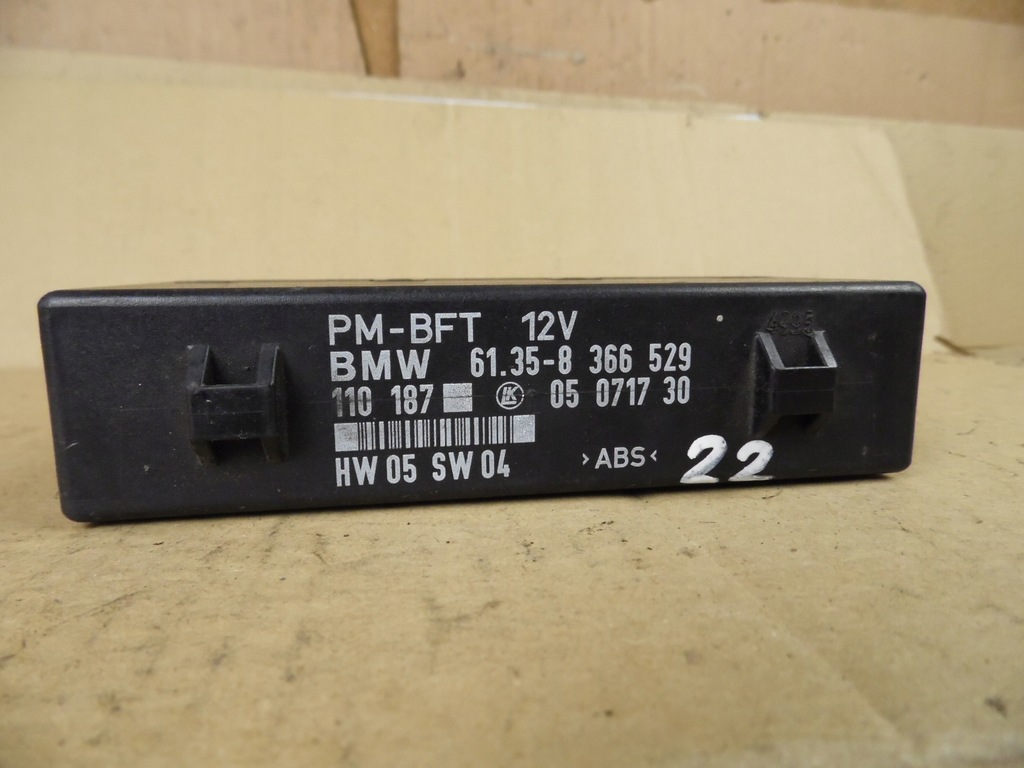 PM-BFT 12V
BMW 61.35-8 366 529
110 187 LK 05 0717 30
HW 05 SW 04 >ABS< 22